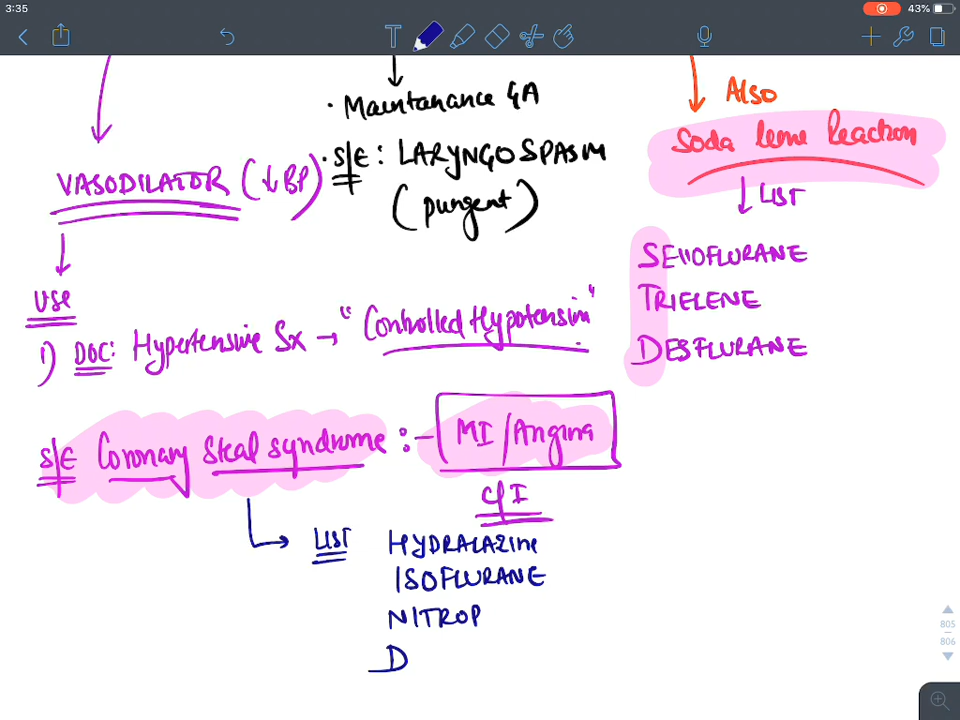 3:35
43%
T
• Maintanance GA
• S/E : LARYNGOSPASM
(pungent)
VASODILATOR (↓BP)
USE
1) DOC: Hypertensive Sx → "Controlled Hypotension"
S/E Coronary Steal syndrome :- MI/Angina
C/I
LIST HYDRALAZINE
ISOFLURANE
NITROP
D
Also
Soda lime Reaction
↓ LIST
SEVOFLURANE
TRIELENE
DESFLURANE
805
806